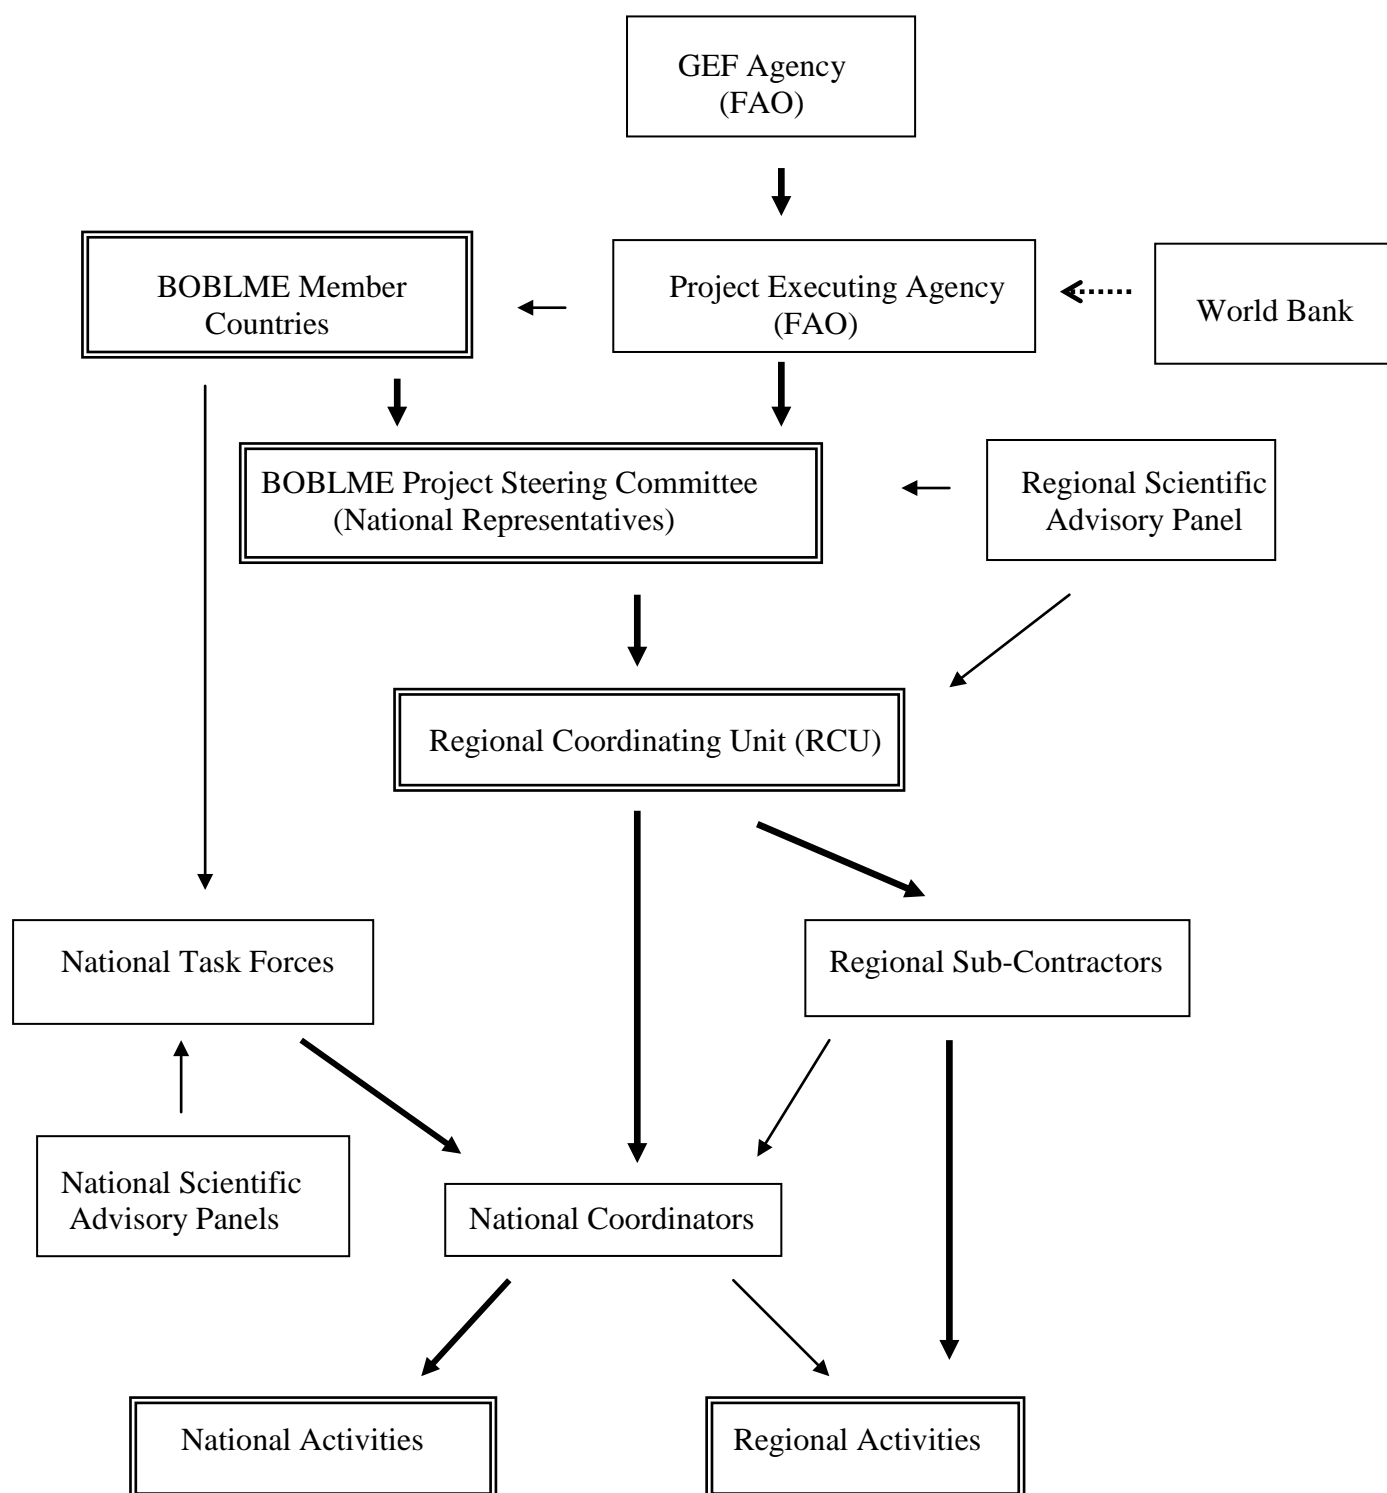 GEF Agency
(FAO)
BOBLME Member
Countries
Project Executing Agency
(FAO)
World Bank
BOBLME Project Steering Committee
(National Representatives)
Regional Scientific
Advisory Panel
Regional Coordinating Unit (RCU)
National Task Forces
Regional Sub-Contractors
National Scientific
Advisory Panels
National Coordinators
National Activities
Regional Activities